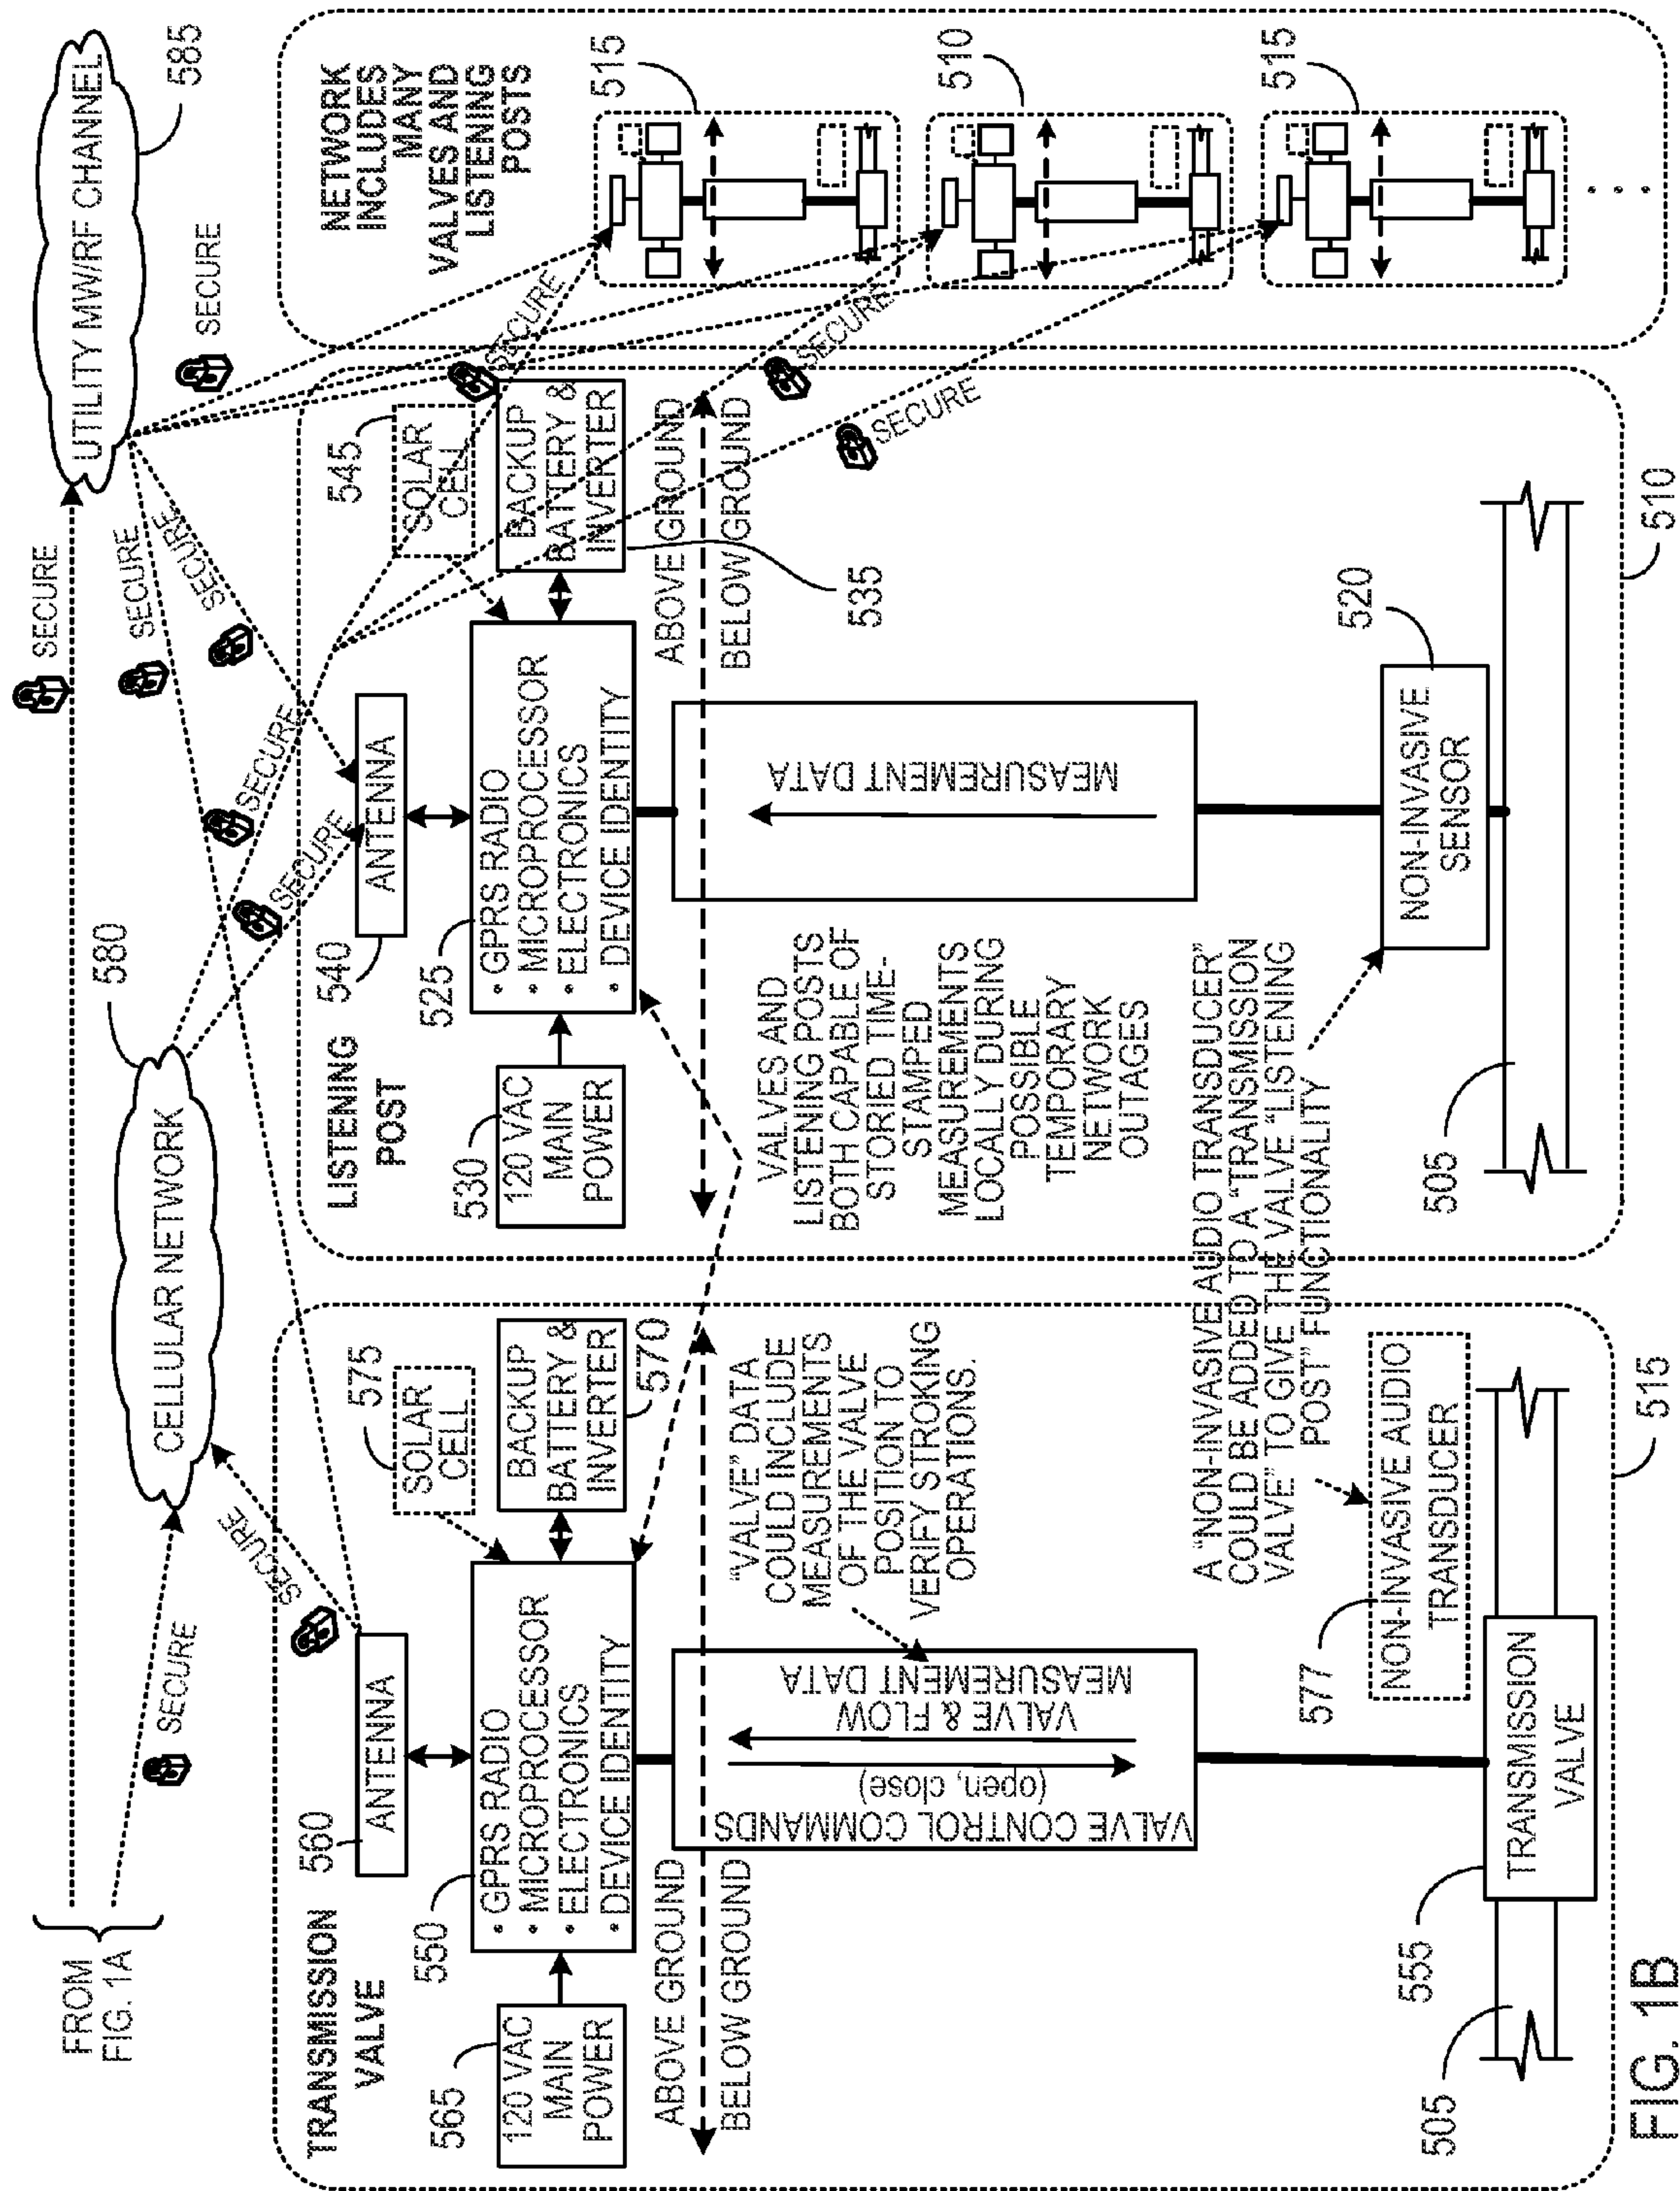 FROM
FIG. 1A
SECURE
SECURE
CELLULAR NETWORK
580
SECURE
SECURE
SECURE
SECURE
SECURE
UTILITY MW/RF CHANNEL
585
SECURE
TRANSMISSION
VALVE
560
ANTENNA
565
120 VAC
MAIN
POWER
550
• GPRS RADIO
• MICROPROCESSOR
• ELECTRONICS
• DEVICE IDENTITY
575
SOLAR
CELL
BACKUP
BATTERY &
INVERTER
570
ABOVE GROUND
BELOW GROUND
VALVE CONTROL COMMANDS
(open, close)
VALVE & FLOW
MEASUREMENT DATA
"VALVE" DATA
COULD INCLUDE
MEASUREMENTS
OF THE VALVE
POSITION TO
VERIFY STROKING
OPERATIONS.
A "NON-INVASIVE AUDIO TRANSDUCER"
COULD BE ADDED TO A "TRANSMISSION
VALVE" TO GIVE THE VALVE "LISTENING
POST" FUNCTIONALITY
577
NON-INVASIVE AUDIO
TRANSDUCER
555
TRANSMISSION
VALVE
505
515
LISTENING
POST
540
ANTENNA
530
120 VAC
MAIN
POWER
525
• GPRS RADIO
• MICROPROCESSOR
• ELECTRONICS
• DEVICE IDENTITY
545
SOLAR
CELL
BACKUP
BATTERY &
INVERTER
535
ABOVE GROUND
BELOW GROUND
VALVES AND
LISTENING POSTS
BOTH CAPABLE OF
STORIED TIME-
STAMPED
MEASUREMENTS
LOCALLY DURING
POSSIBLE
TEMPORARY
NETWORK
OUTAGES
MEASUREMENT DATA
520
NON-INVASIVE
SENSOR
505
510
SECURE
SECURE
SECURE
NETWORK
INCLUDES
MANY
VALVES AND
LISTENING
POSTS
515
510
515
FIG. 1B